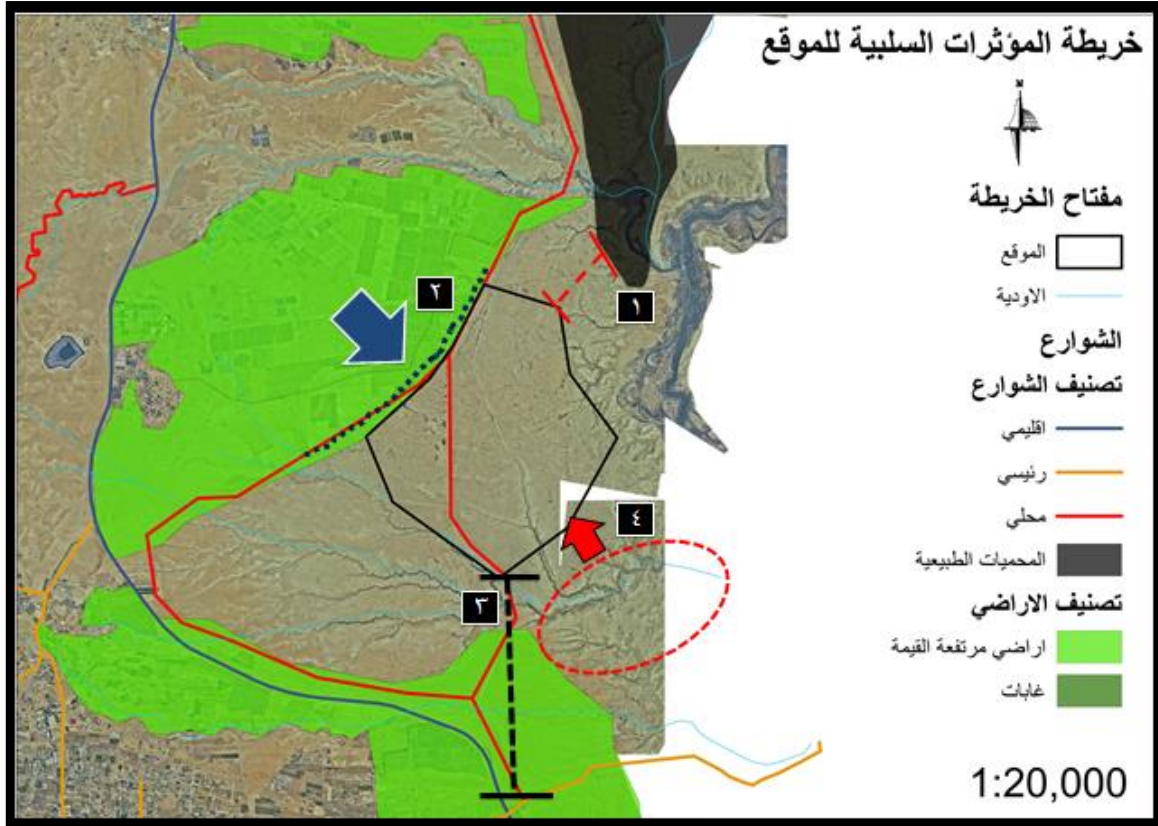 خريطة المؤثرات السلبية للموقع
N
مفتاح الخريطة
الموقع
الاودية
الشوارع
تصنيف الشوارع
اقليمي
رئيسي
محلي
المحميات الطبيعية
تصنيف الاراضي
اراضي مرتفعة القيمة
غابات
1:20,000
١
٢
٣
٤